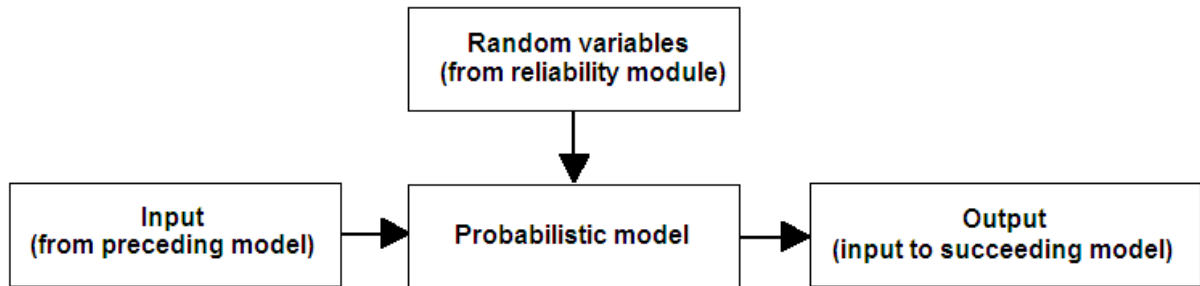 Random variables
(from reliability module)
Input
(from preceding model)
Probabilistic model
Output
(input to succeeding model)